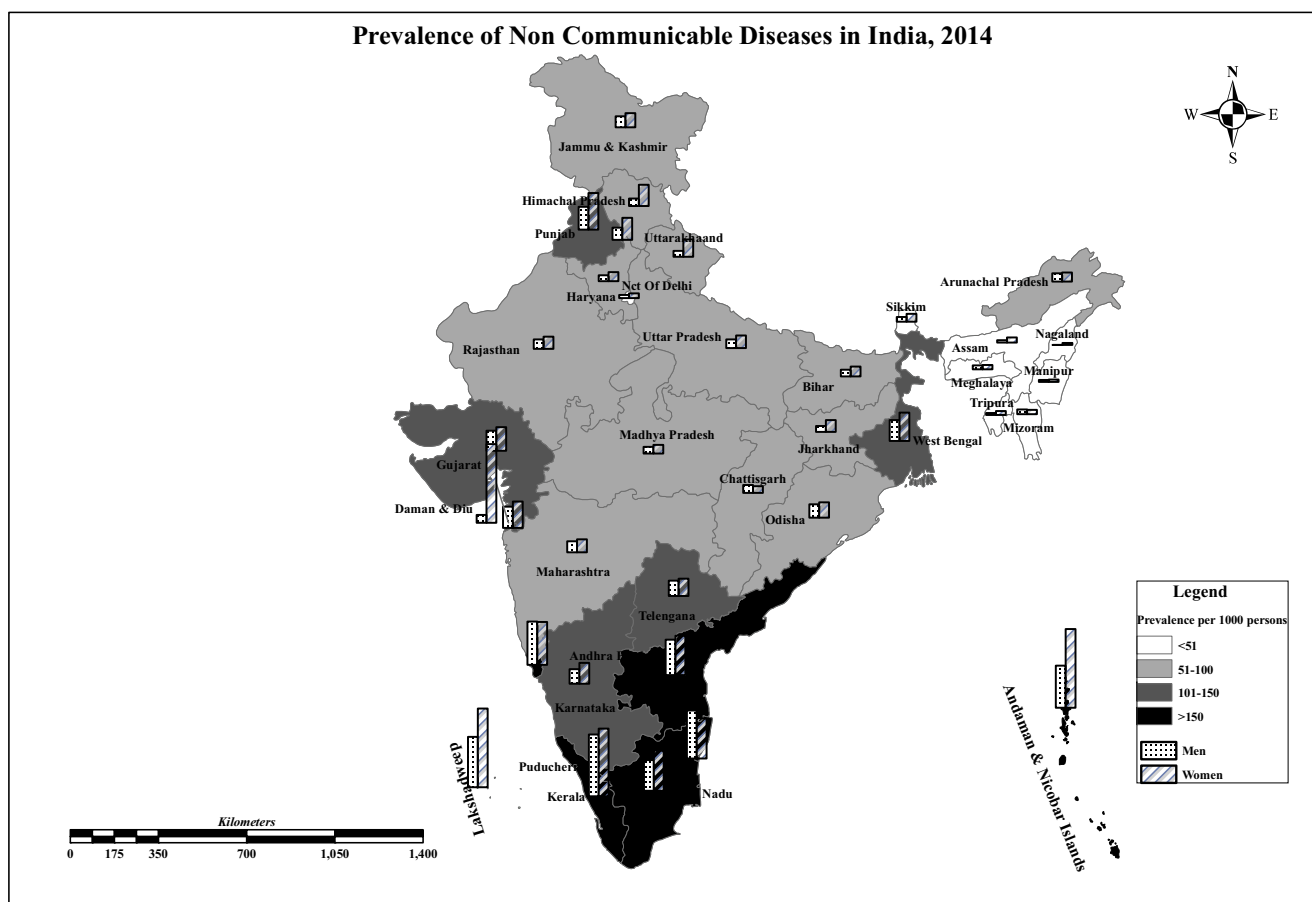 Prevalence of Non Communicable Diseases in India, 2014
N
W
E
S
Jammu & Kashmir
Himachal Pradesh
Punjab
Uttarakhaand
Nct Of Delhi
Haryana
Arunachal Pradesh
Sikkim
Rajasthan
Uttar Pradesh
Assam
Nagaland
Bihar
Meghalaya
Manipur
Tripura
Mizoram
Madhya Pradesh
Jharkhand
West Bengal
Gujarat
Chattisgarh
Daman & Diu
Odisha
Maharashtra
Telengana
Andhra
Karnataka
Puducheri
Kerala
Nadu
Lakshadweep
Andaman & Nicobar Islands
Legend
Prevalence per 1000 persons
<51
51-100
101-150
>150
Men
Women
Kilometers
0 175 350 700 1,050 1,400